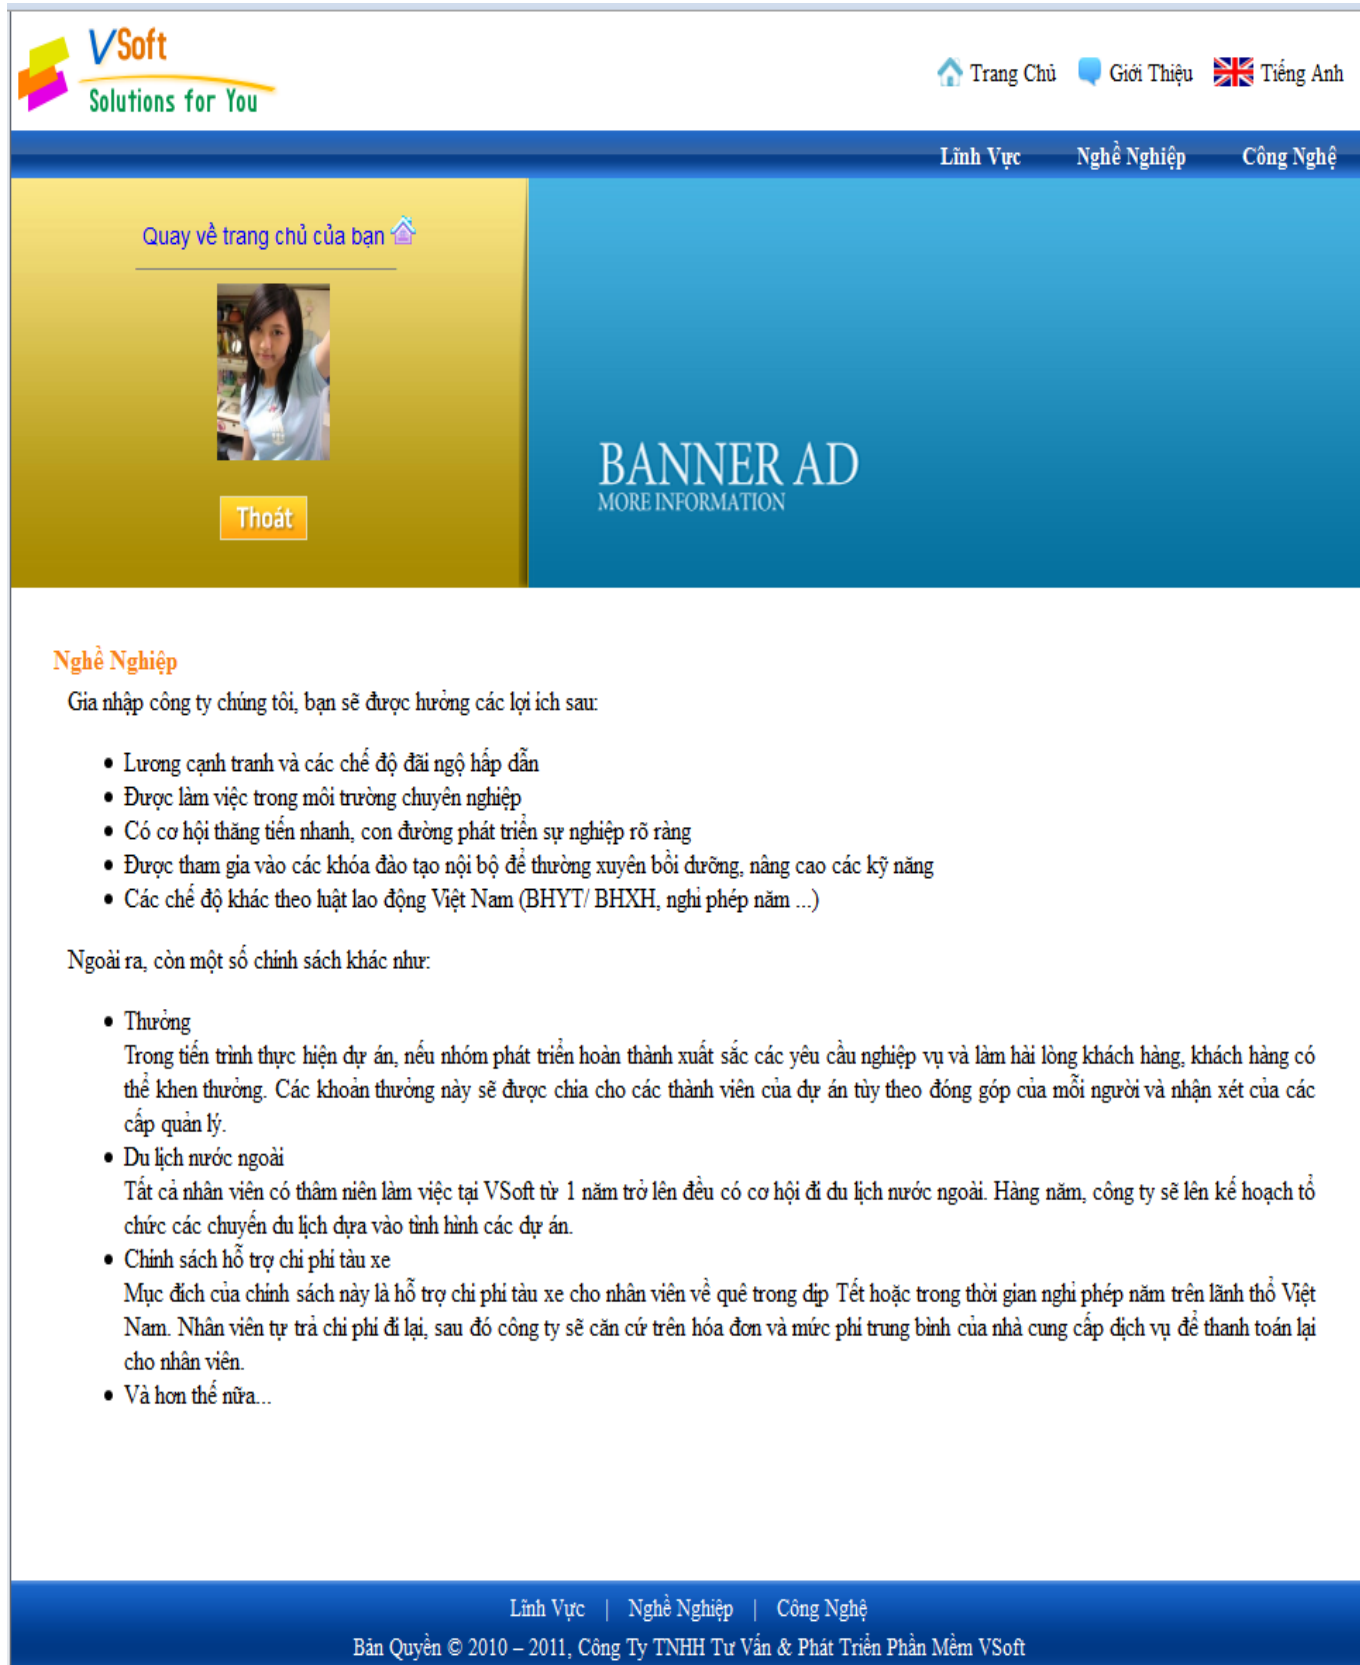 VSoft
Solutions for You
Trang Chủ Giới Thiệu Tiếng Anh
Lĩnh Vực Nghề Nghiệp Công Nghệ
Quay về trang chủ của bạn
Thoát
BANNER AD
MORE INFORMATION
Nghề Nghiệp
Gia nhập công ty chúng tôi, bạn sẽ được hưởng các lợi ích sau:
• Lương cạnh tranh và các chế độ đãi ngộ hấp dẫn
• Được làm việc trong môi trường chuyên nghiệp
• Có cơ hội thăng tiến nhanh, con đường phát triển sự nghiệp rõ ràng
• Được tham gia vào các khóa đào tạo nội bộ để thường xuyên bồi dưỡng, nâng cao các kỹ năng
• Các chế độ khác theo luật lao động Việt Nam (BHYT/ BHXH, nghỉ phép năm ...)
Ngoài ra, còn một số chính sách khác như:
• Thưởng
Trong tiến trình thực hiện dự án, nếu nhóm phát triển hoàn thành xuất sắc các yêu cầu nghiệp vụ và làm hài lòng khách hàng, khách hàng có
thể khen thưởng. Các khoản thưởng này sẽ được chia cho các thành viên của dự án tùy theo đóng góp của mỗi người và nhận xét của các
cấp quản lý.
• Du lịch nước ngoài
Tất cả nhân viên có thâm niên làm việc tại VSoft từ 1 năm trở lên đều có cơ hội đi du lịch nước ngoài. Hàng năm, công ty sẽ lên kế hoạch tổ
chức các chuyến du lịch dựa vào tình hình các dự án.
• Chính sách hỗ trợ chi phí tàu xe
Mục đích của chính sách này là hỗ trợ chi phí tàu xe cho nhân viên về quê trong dịp Tết hoặc trong thời gian nghỉ phép năm trên lãnh thổ Việt
Nam. Nhân viên tự trả chi phí đi lại, sau đó công ty sẽ căn cứ trên hóa đơn và mức phí trung bình của nhà cung cấp dịch vụ để thanh toán lại
cho nhân viên.
• Và hơn thế nữa...
Lĩnh Vực | Nghề Nghiệp | Công Nghệ
Bản Quyền © 2010 – 2011, Công Ty TNHH Tư Vấn & Phát Triển Phần Mềm VSoft